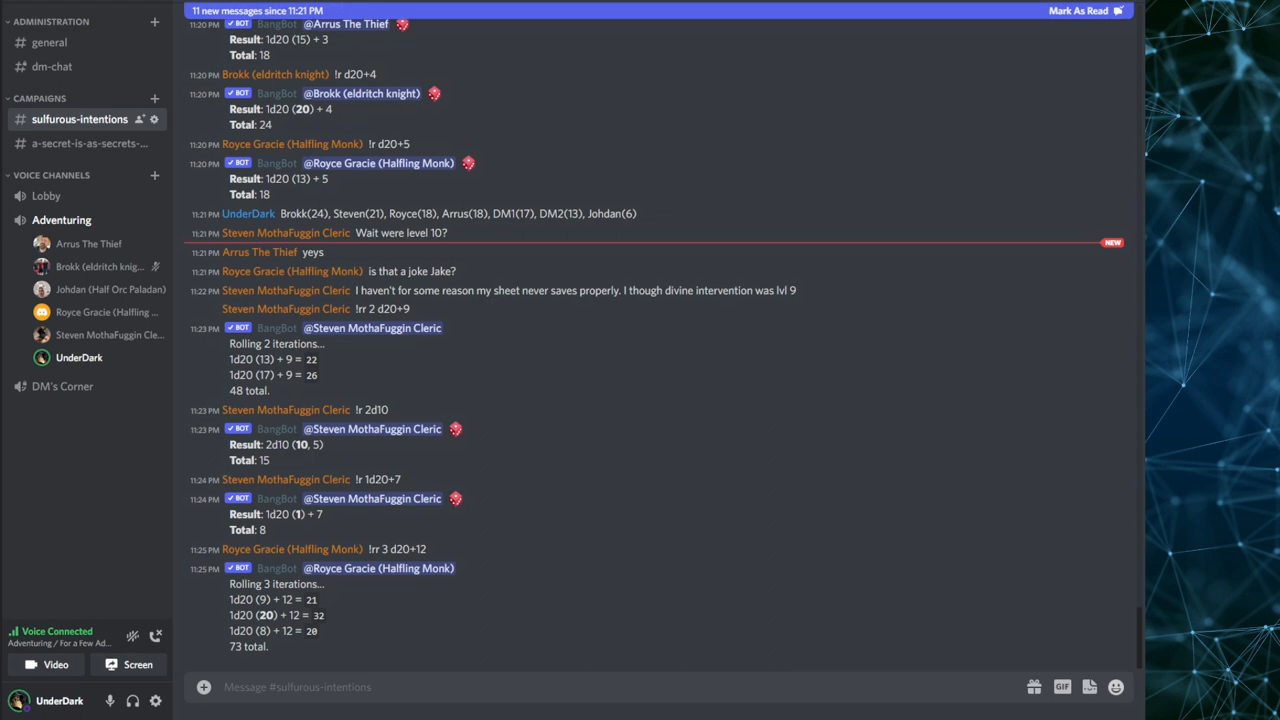 ADMINISTRATION
general
dm-chat
CAMPAIGNS
sulfurous-intentions
a-secret-is-as-secrets-...
VOICE CHANNELS
Lobby
Adventuring
Arrus The Thief
Brokk (eldritch knig...
Johdan (Half Orc Paladan)
Royce Gracie (Halfling ...
Steven MothaFuggin Cle...
UnderDark
DM's Corner
Voice Connected
Adventuring / For a Few Ad...
Video
Screen
UnderDark
11 new messages since 11:21 PM
Mark As Read
11:20 PM BOT BangBot @Arrus The Thief
Result: 1d20 (15) + 3
Total: 18
11:20 PM Brokk (eldritch knight) !r d20+4
11:20 PM BOT BangBot @Brokk (eldritch knight)
Result: 1d20 (20) + 4
Total: 24
11:20 PM Royce Gracie (Halfling Monk) !r d20+5
11:20 PM BOT BangBot @Royce Gracie (Halfling Monk)
Result: 1d20 (13) + 5
Total: 18
11:21 PM UnderDark Brokk(24), Steven(21), Royce(18), Arrus(18), DM1(17), DM2(13), Johdan(6)
11:21 PM Steven MothaFuggin Cleric Wait were level 10?
NEW
11:21 PM Arrus The Thief yeys
11:21 PM Royce Gracie (Halfling Monk) is that a joke Jake?
11:22 PM Steven MothaFuggin Cleric I haven't for some reason my sheet never saves properly. I though divine intervention was lvl 9
Steven MothaFuggin Cleric !rr 2 d20+9
11:23 PM BOT BangBot @Steven MothaFuggin Cleric
Rolling 2 iterations...
1d20 (13) + 9 = 22
1d20 (17) + 9 = 26
48 total.
11:23 PM Steven MothaFuggin Cleric !r 2d10
11:23 PM BOT BangBot @Steven MothaFuggin Cleric
Result: 2d10 (10, 5)
Total: 15
11:24 PM Steven MothaFuggin Cleric !r 1d20+7
11:24 PM BOT BangBot @Steven MothaFuggin Cleric
Result: 1d20 (1) + 7
Total: 8
11:25 PM Royce Gracie (Halfling Monk) !rr 3 d20+12
11:25 PM BOT BangBot @Royce Gracie (Halfling Monk)
Rolling 3 iterations...
1d20 (9) + 12 = 21
1d20 (20) + 12 = 32
1d20 (8) + 12 = 20
73 total.
Message #sulfurous-intentions
GIF